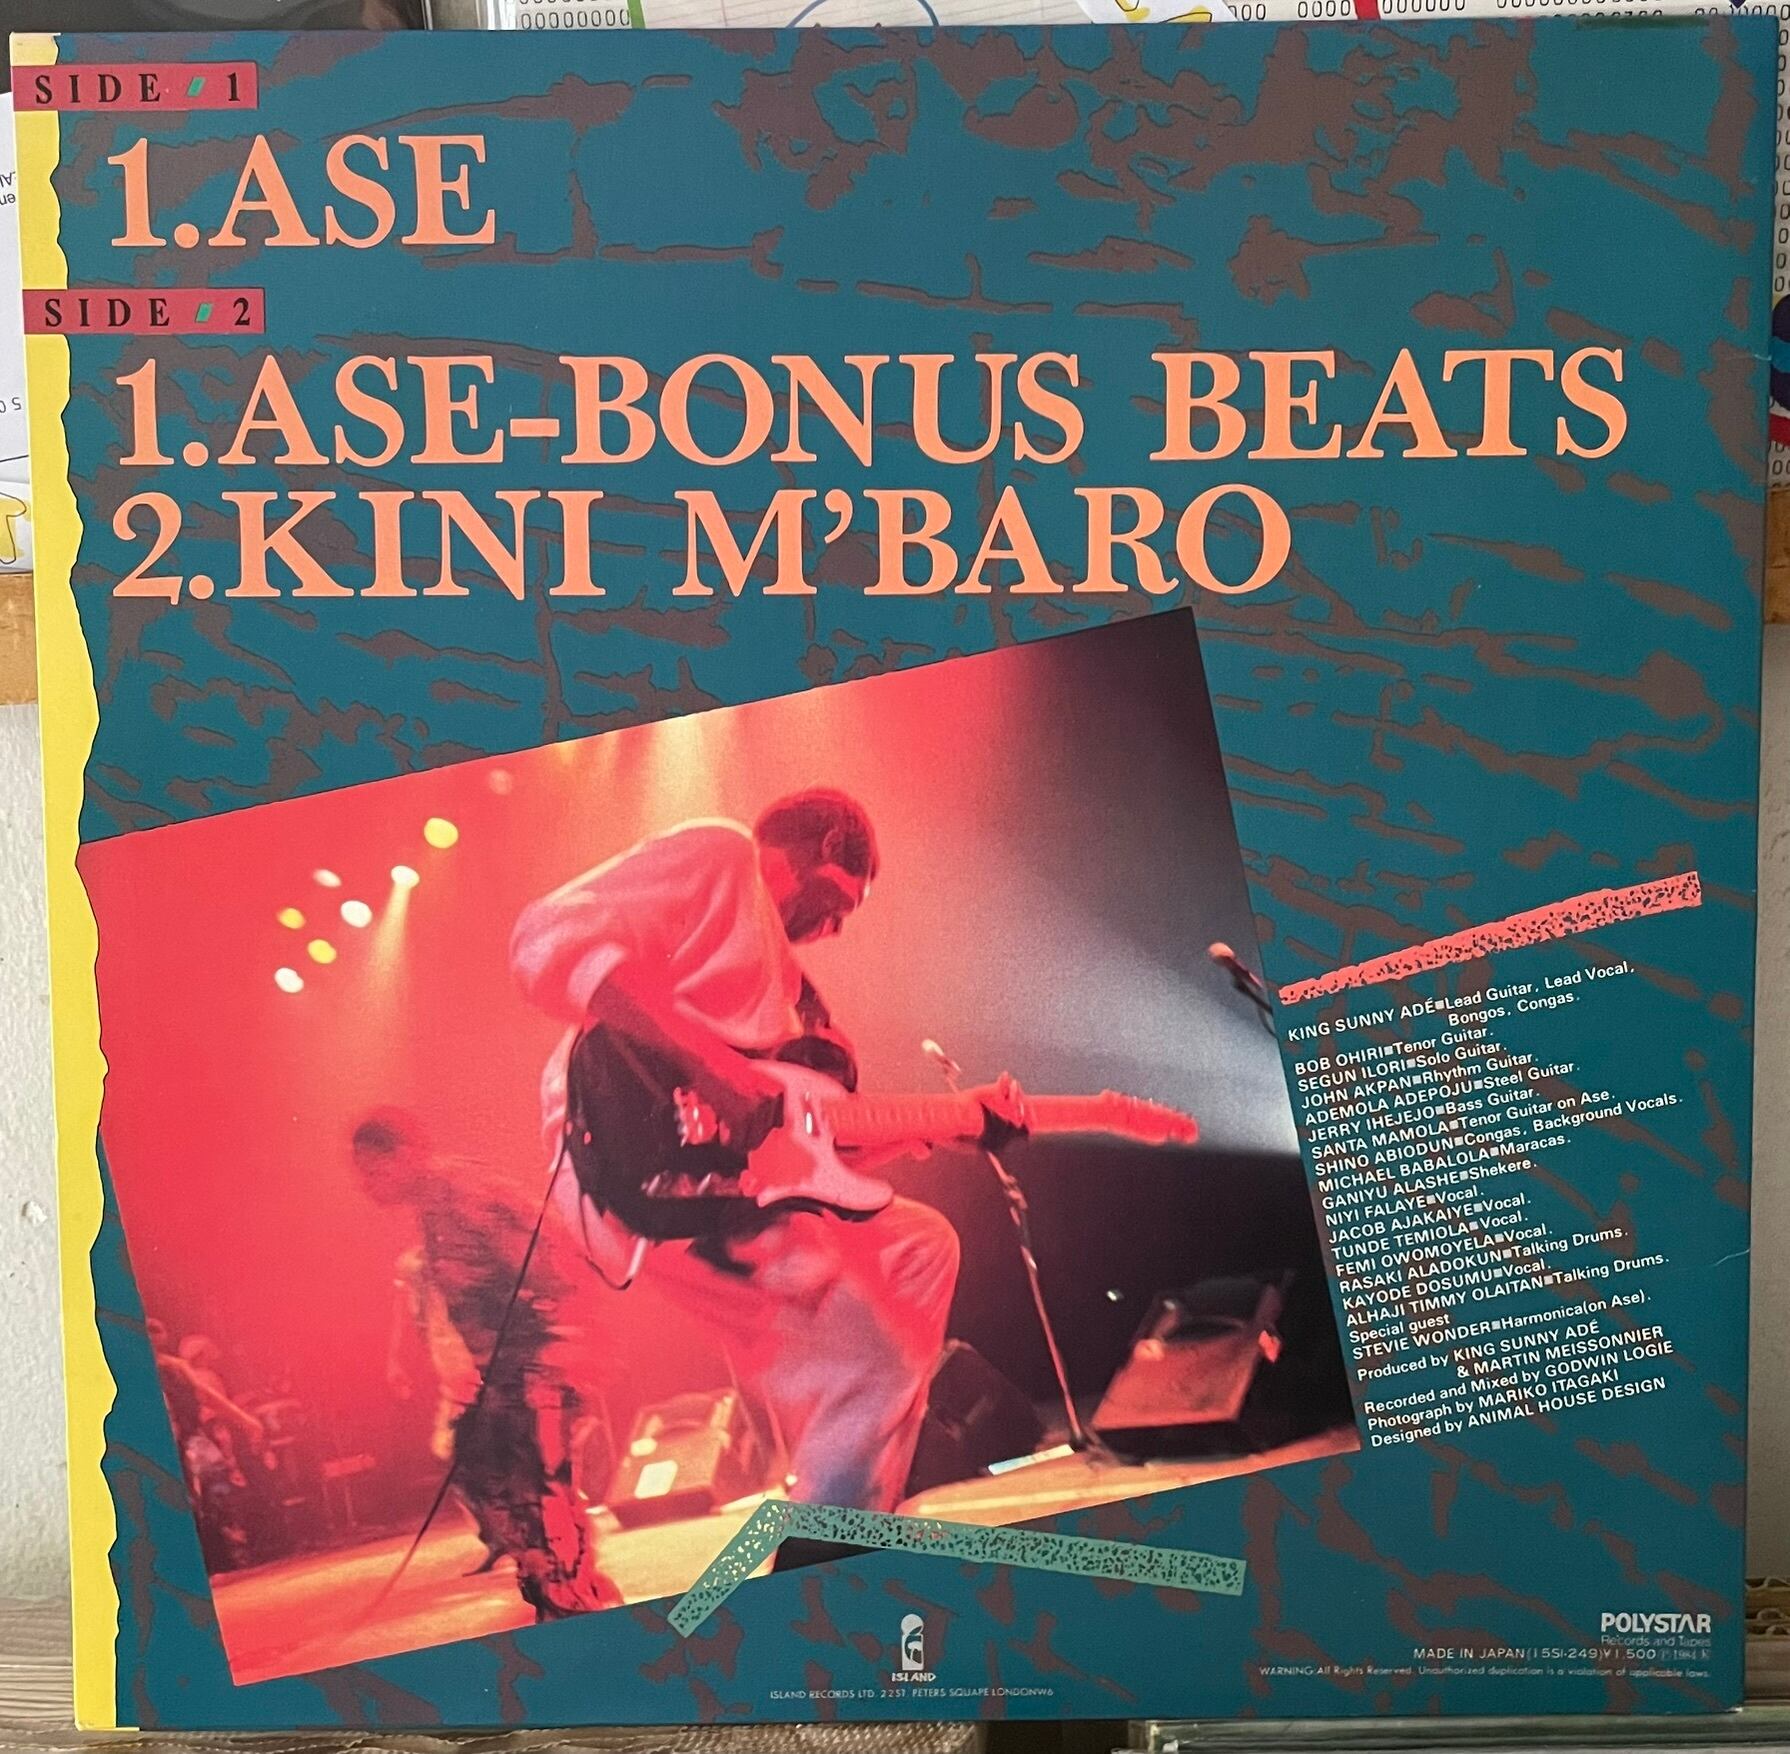 SIDE 1
1.ASE
SIDE 2
1.ASE-BONUS BEATS
2.KINI M'BARO
KING SUNNY ADÉ■Lead Guitar, Lead Vocal,
Bongos, Congas.
BOB OHIRI■Tenor Guitar.
SEGUN ILORI■Solo Guitar.
JOHN AKPAN■Rhythm Guitar.
ADEMOLA ADEPOJU■Steel Guitar.
JERRY IHEJEJO■Bass Guitar.
SANTA MAMOLA■Tenor Guitar on Ase.
SHINO ABIODUN■Congas, Background Vocals.
MICHAEL BABALOLA■Maracas.
GANIYU ALASHE■Shekere.
NIYI FALAYE■Vocal.
JACOB AJAKAIYE■Vocal.
TUNDE TEMIOLA■Vocal.
FEMI OWOMOYELA■Vocal.
RASAKI ALADOKUN■Talking Drums.
KAYODE DOSUMU■Vocal.
ALHAJI TIMMY OLAITAN■Talking Drums.
Special guest
STEVIE WONDER■Harmonica(on Ase).
Produced by KING SUNNY ADÉ
& MARTIN MEISSONNIER
Recorded and Mixed by GODWIN LOGIE
Photograph by MARIKO ITAGAKI
Designed by ANIMAL HOUSE DESIGN
ISLAND
ISLAND RECORDS LTD. 22 ST. PETERS SQUARE LONDONW6
POLYSTAR
Records and Tapes
MADE IN JAPAN(15SI-249)¥1,500 Ⓟ1984
WARNING:All Rights Reserved. Unauthorized duplication is a violation of applicable laws.